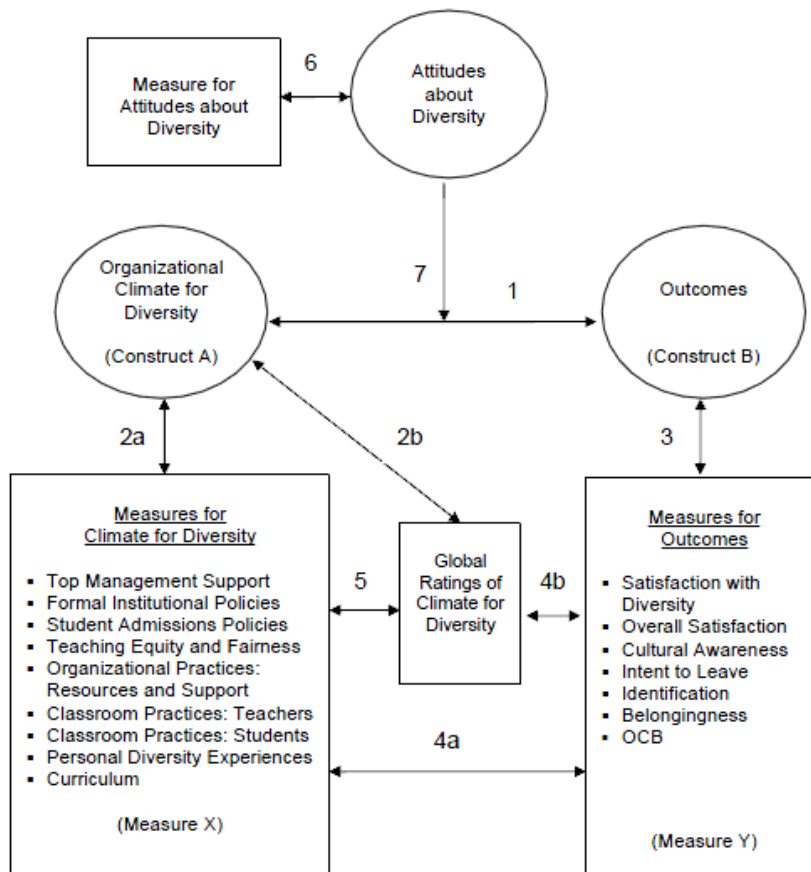 6
Measure for
Attitudes about
Diversity
Attitudes
about
Diversity
7
1
Organizational
Climate for
Diversity
(Construct A)
Outcomes
(Construct B)
2a
2b
3
Measures for
Climate for Diversity
▪ Top Management Support
▪ Formal Institutional Policies
▪ Student Admissions Policies
▪ Teaching Equity and Fairness
▪ Organizational Practices:
Resources and Support
▪ Classroom Practices: Teachers
▪ Classroom Practices: Students
▪ Personal Diversity Experiences
▪ Curriculum
(Measure X)
5
Global
Ratings of
Climate for
Diversity
4b
4a
Measures for
Outcomes
▪ Satisfaction with
Diversity
▪ Overall Satisfaction
▪ Cultural Awareness
▪ Intent to Leave
▪ Identification
▪ Belongingness
▪ OCB
(Measure Y)